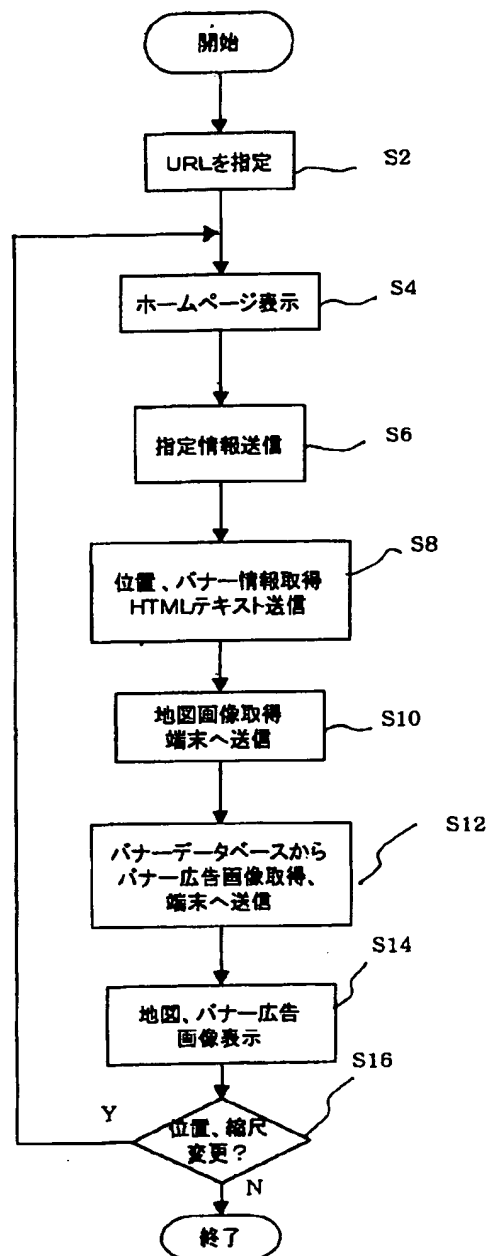 開始
URLを指定
S2
ホームページ表示
S4
指定情報送信
S6
位置、バナー情報取得
HTMLテキスト送信
S8
地図画像取得
端末へ送信
S10
バナーデータベースから
バナー広告画像取得、
端末へ送信
S12
地図、バナー広告
画像表示
S14
位置、縮尺
変更？
S16
Y
N
終了